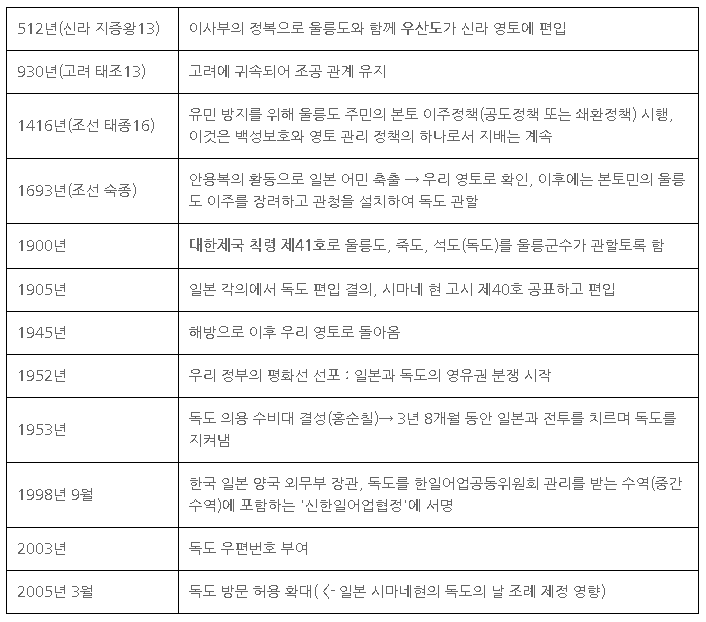 512년(신라 지증왕13)
이사부의 정복으로 울릉도와 함께 우산도가 신라 영토에 편입
930년(고려 태조13)
고려에 귀속되어 조공 관계 유지
1416년(조선 태종16)
유민 방지를 위해 울릉도 주민의 본토 이주정책(공도정책 또는 쇄환정책) 시행,
이것은 백성보호와 영토 관리 정책의 하나로서 지배는 계속
1693년(조선 숙종)
안용복의 활동으로 일본 어민 축출 → 우리 영토로 확인, 이후에는 본토민의 울릉
도 이주를 장려하고 관청을 설치하여 독도 관할
1900년
대한제국 칙령 제41호로 울릉도, 죽도, 석도(독도)를 울릉군수가 관할토록 함
1905년
일본 각의에서 독도 편입 결의, 시마네 현 고시 제40호 공표하고 편입
1945년
해방으로 이후 우리 영토로 돌아옴
1952년
우리 정부의 평화선 선포 : 일본과 독도의 영유권 분쟁 시작
1953년
독도 의용 수비대 결성(홍순칠)→ 3년 8개월 동안 일본과 전투를 치르며 독도를
지켜냄
1998년 9월
한국 일본 양국 외무부 장관, 독도를 한일어업공동위원회 관리를 받는 수역(중간
수역)에 포함하는 '신한일어업협정'에 서명
2003년
독도 우편번호 부여
2005년 3월
독도 방문 허용 확대( <- 일본 시마네현의 독도의 날 조례 제정 영향)